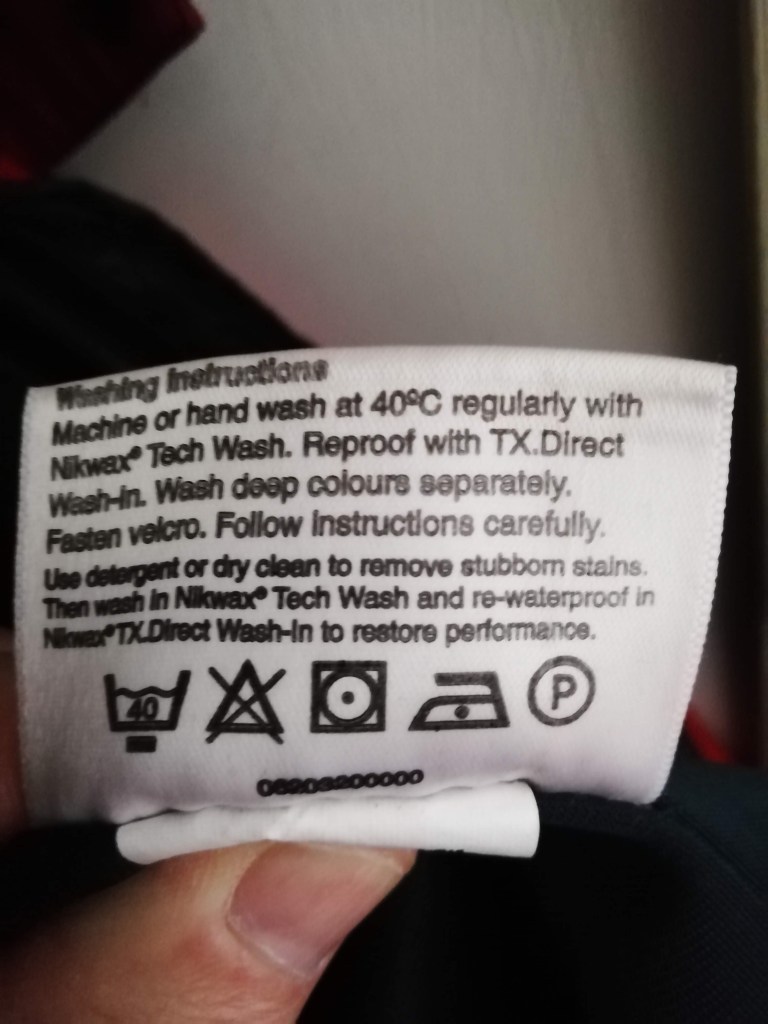 Washing Instructions
Machine or hand wash at 40ºC regularly with
Nikwax® Tech Wash. Reproof with TX.Direct
Wash-in. Wash deep colours separately.
Fasten velcro. Follow instructions carefully.
Use detergent or dry clean to remove stubborn stains.
Then wash in Nikwax® Tech Wash and re-waterproof in
Nikwax® TX.Direct Wash-In to restore performance.
40 P
06203200000